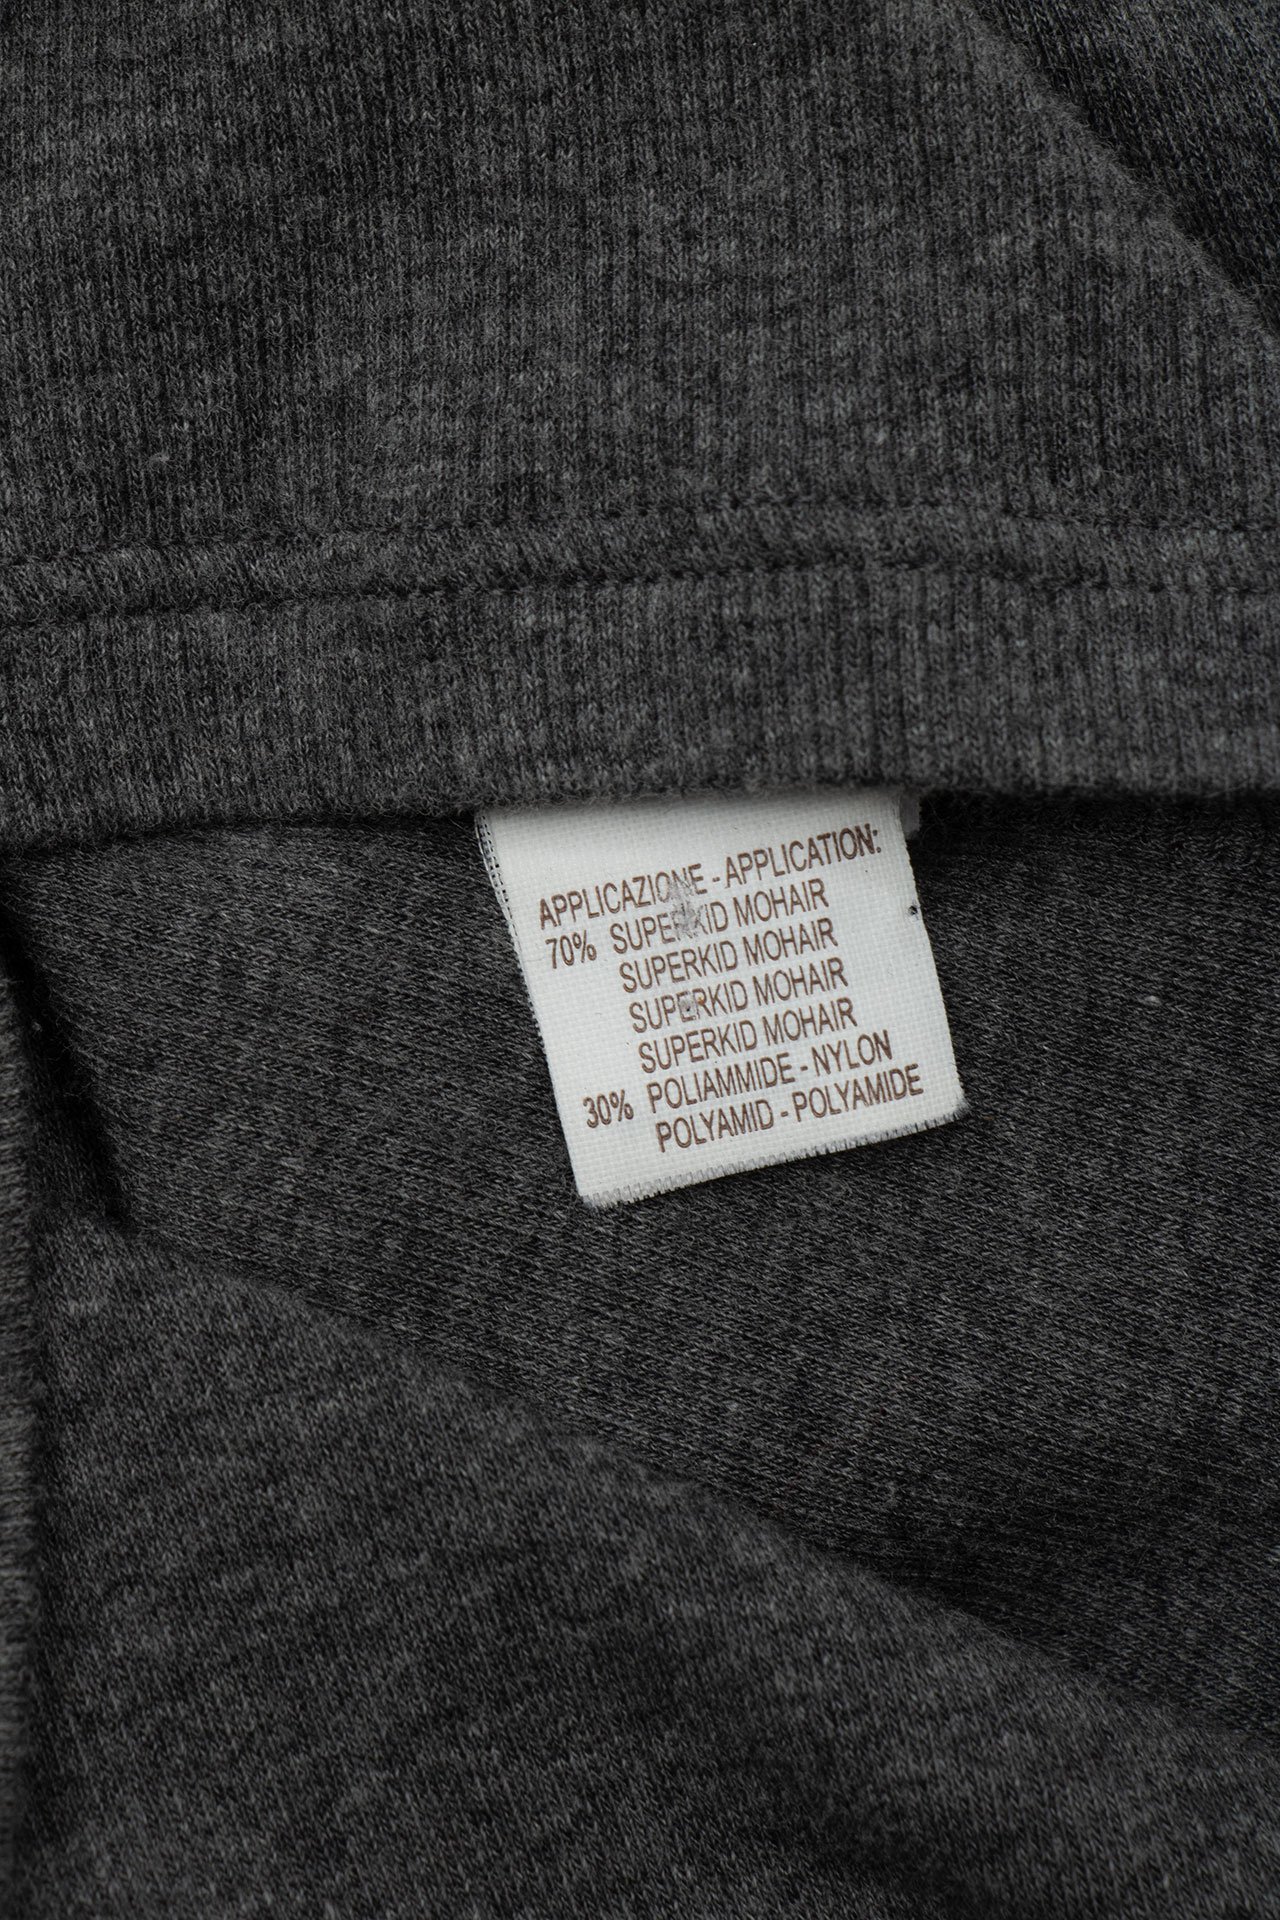 APPLICAZIONE - APPLICATION:
70% SUPERKID MOHAIR
SUPERKID MOHAIR
SUPERKID MOHAIR
SUPERKID MOHAIR
30% POLIAMMIDE - NYLON
POLYAMID - POLYAMIDE